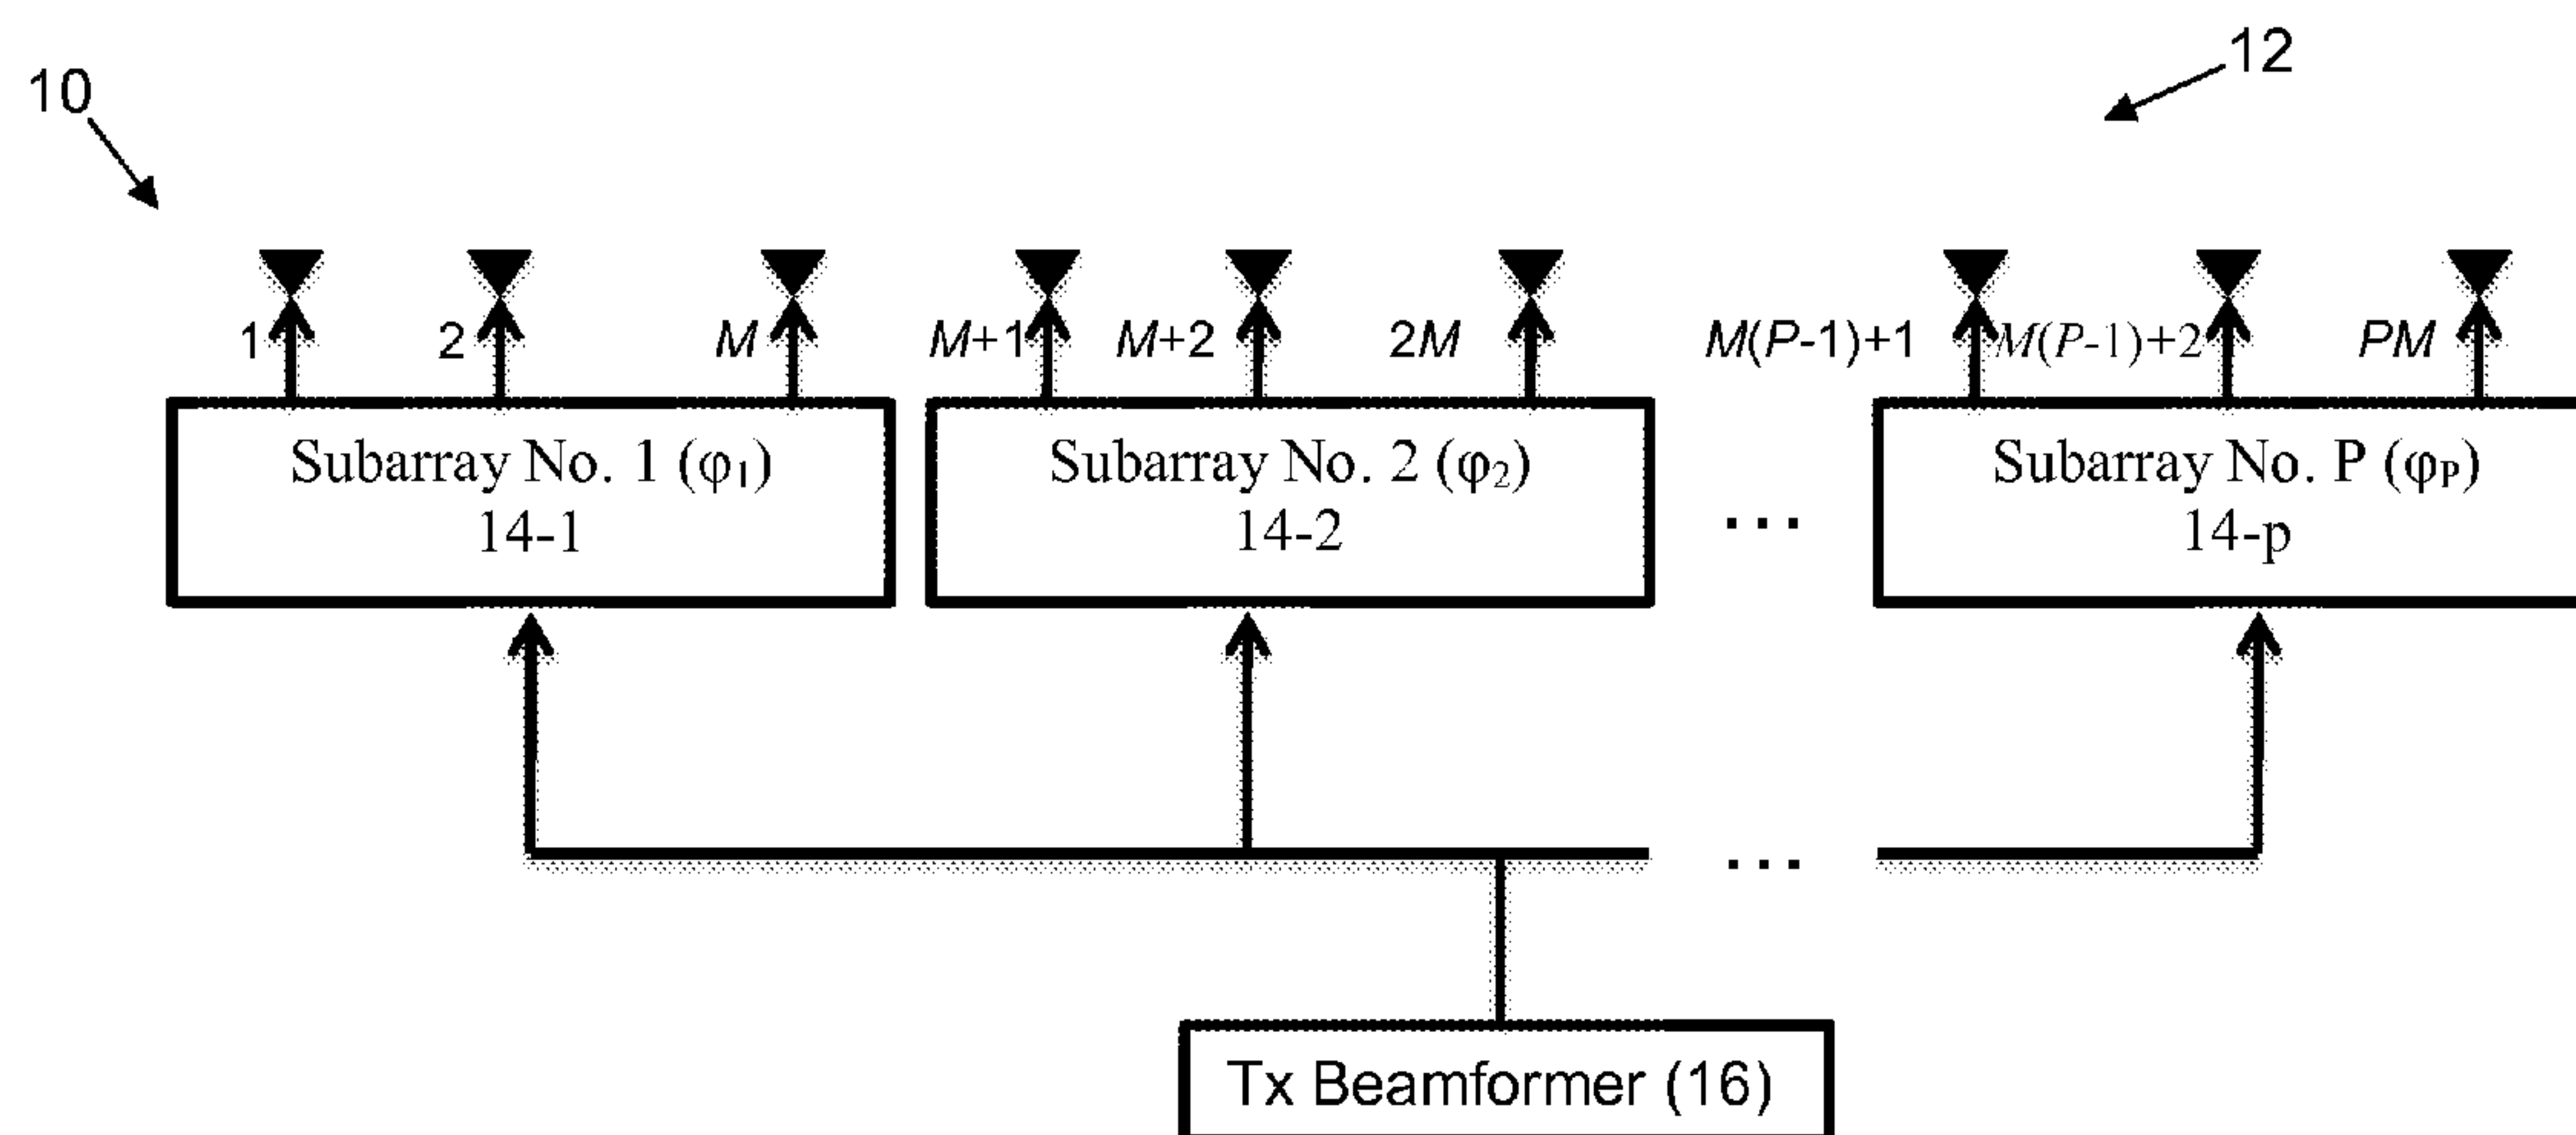 12
10
1 2 M M+1 M+2 2M M(P-1)+1 M(P-1)+2 PM
Subarray No. 1 (φ₁)
14-1
Subarray No. 2 (φ₂)
14-2
...
Subarray No. P (φ_P)
14-p
...
Tx Beamformer (16)